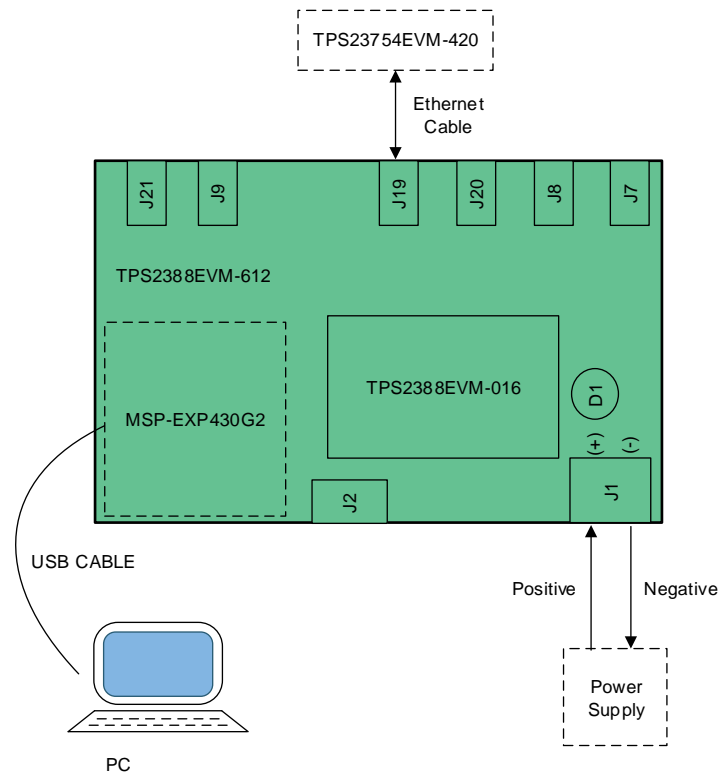 TPS23754EVM-420
Ethernet
Cable
J21
J9
J19
J20
J8
J7
TPS2388EVM-612
TPS2388EVM-016
MSP-EXP430G2
D1
(+)
(-)
J1
J2
USB CABLE
Positive
Negative
Power
Supply
PC